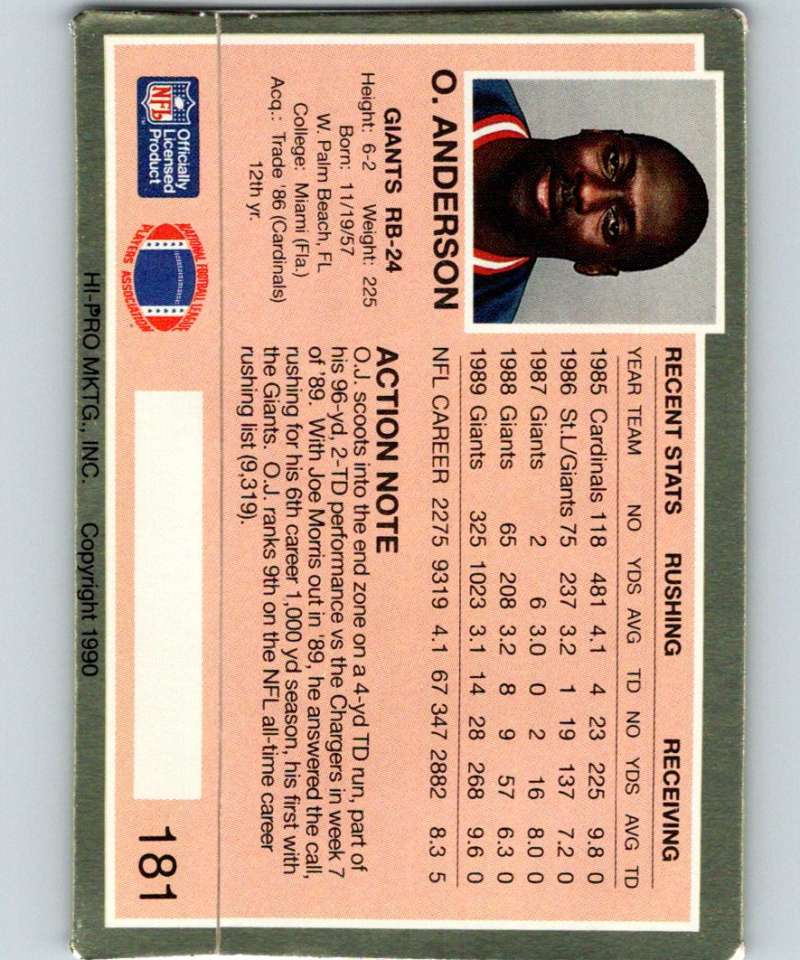 O. ANDERSON
GIANTS RB-24
Height: 6-2 Weight: 225
Born: 11/19/57
W. Palm Beach, FL
College: Miami (Fla.)
Acq.: Trade '86 (Cardinals)
12th yr.
NFL
Officially
Licensed
Product
NATIONAL FOOTBALL LEAGUE
PLAYERS ASSOCIATION
RECENT STATS RUSHING RECEIVING
YEAR TEAM NO YDS AVG TD NO YDS AVG TD
1985 Cardinals 118 481 4.1 4 23 225 9.8 0
1986 St.L/Giants 75 237 3.2 1 19 137 7.2 0
1987 Giants 2 6 3.0 0 2 16 8.0 0
1988 Giants 65 208 3.2 8 9 57 6.3 0
1989 Giants 325 1023 3.1 14 28 268 9.6 0
NFL CAREER 2275 9319 4.1 67 347 2882 8.3 5
ACTION NOTE
O.J. scoots into the end zone on a 4-yd TD run, part of
his 96-yd, 2-TD performance vs the Chargers in week 7
of '89. With Joe Morris out in '89, he answered the call,
rushing for his 6th career 1,000 yd season, his first with
the Giants. O.J. ranks 9th on the NFL all-time career
rushing list (9,319).
181
HI-PRO MKTG., INC. Copyright 1990